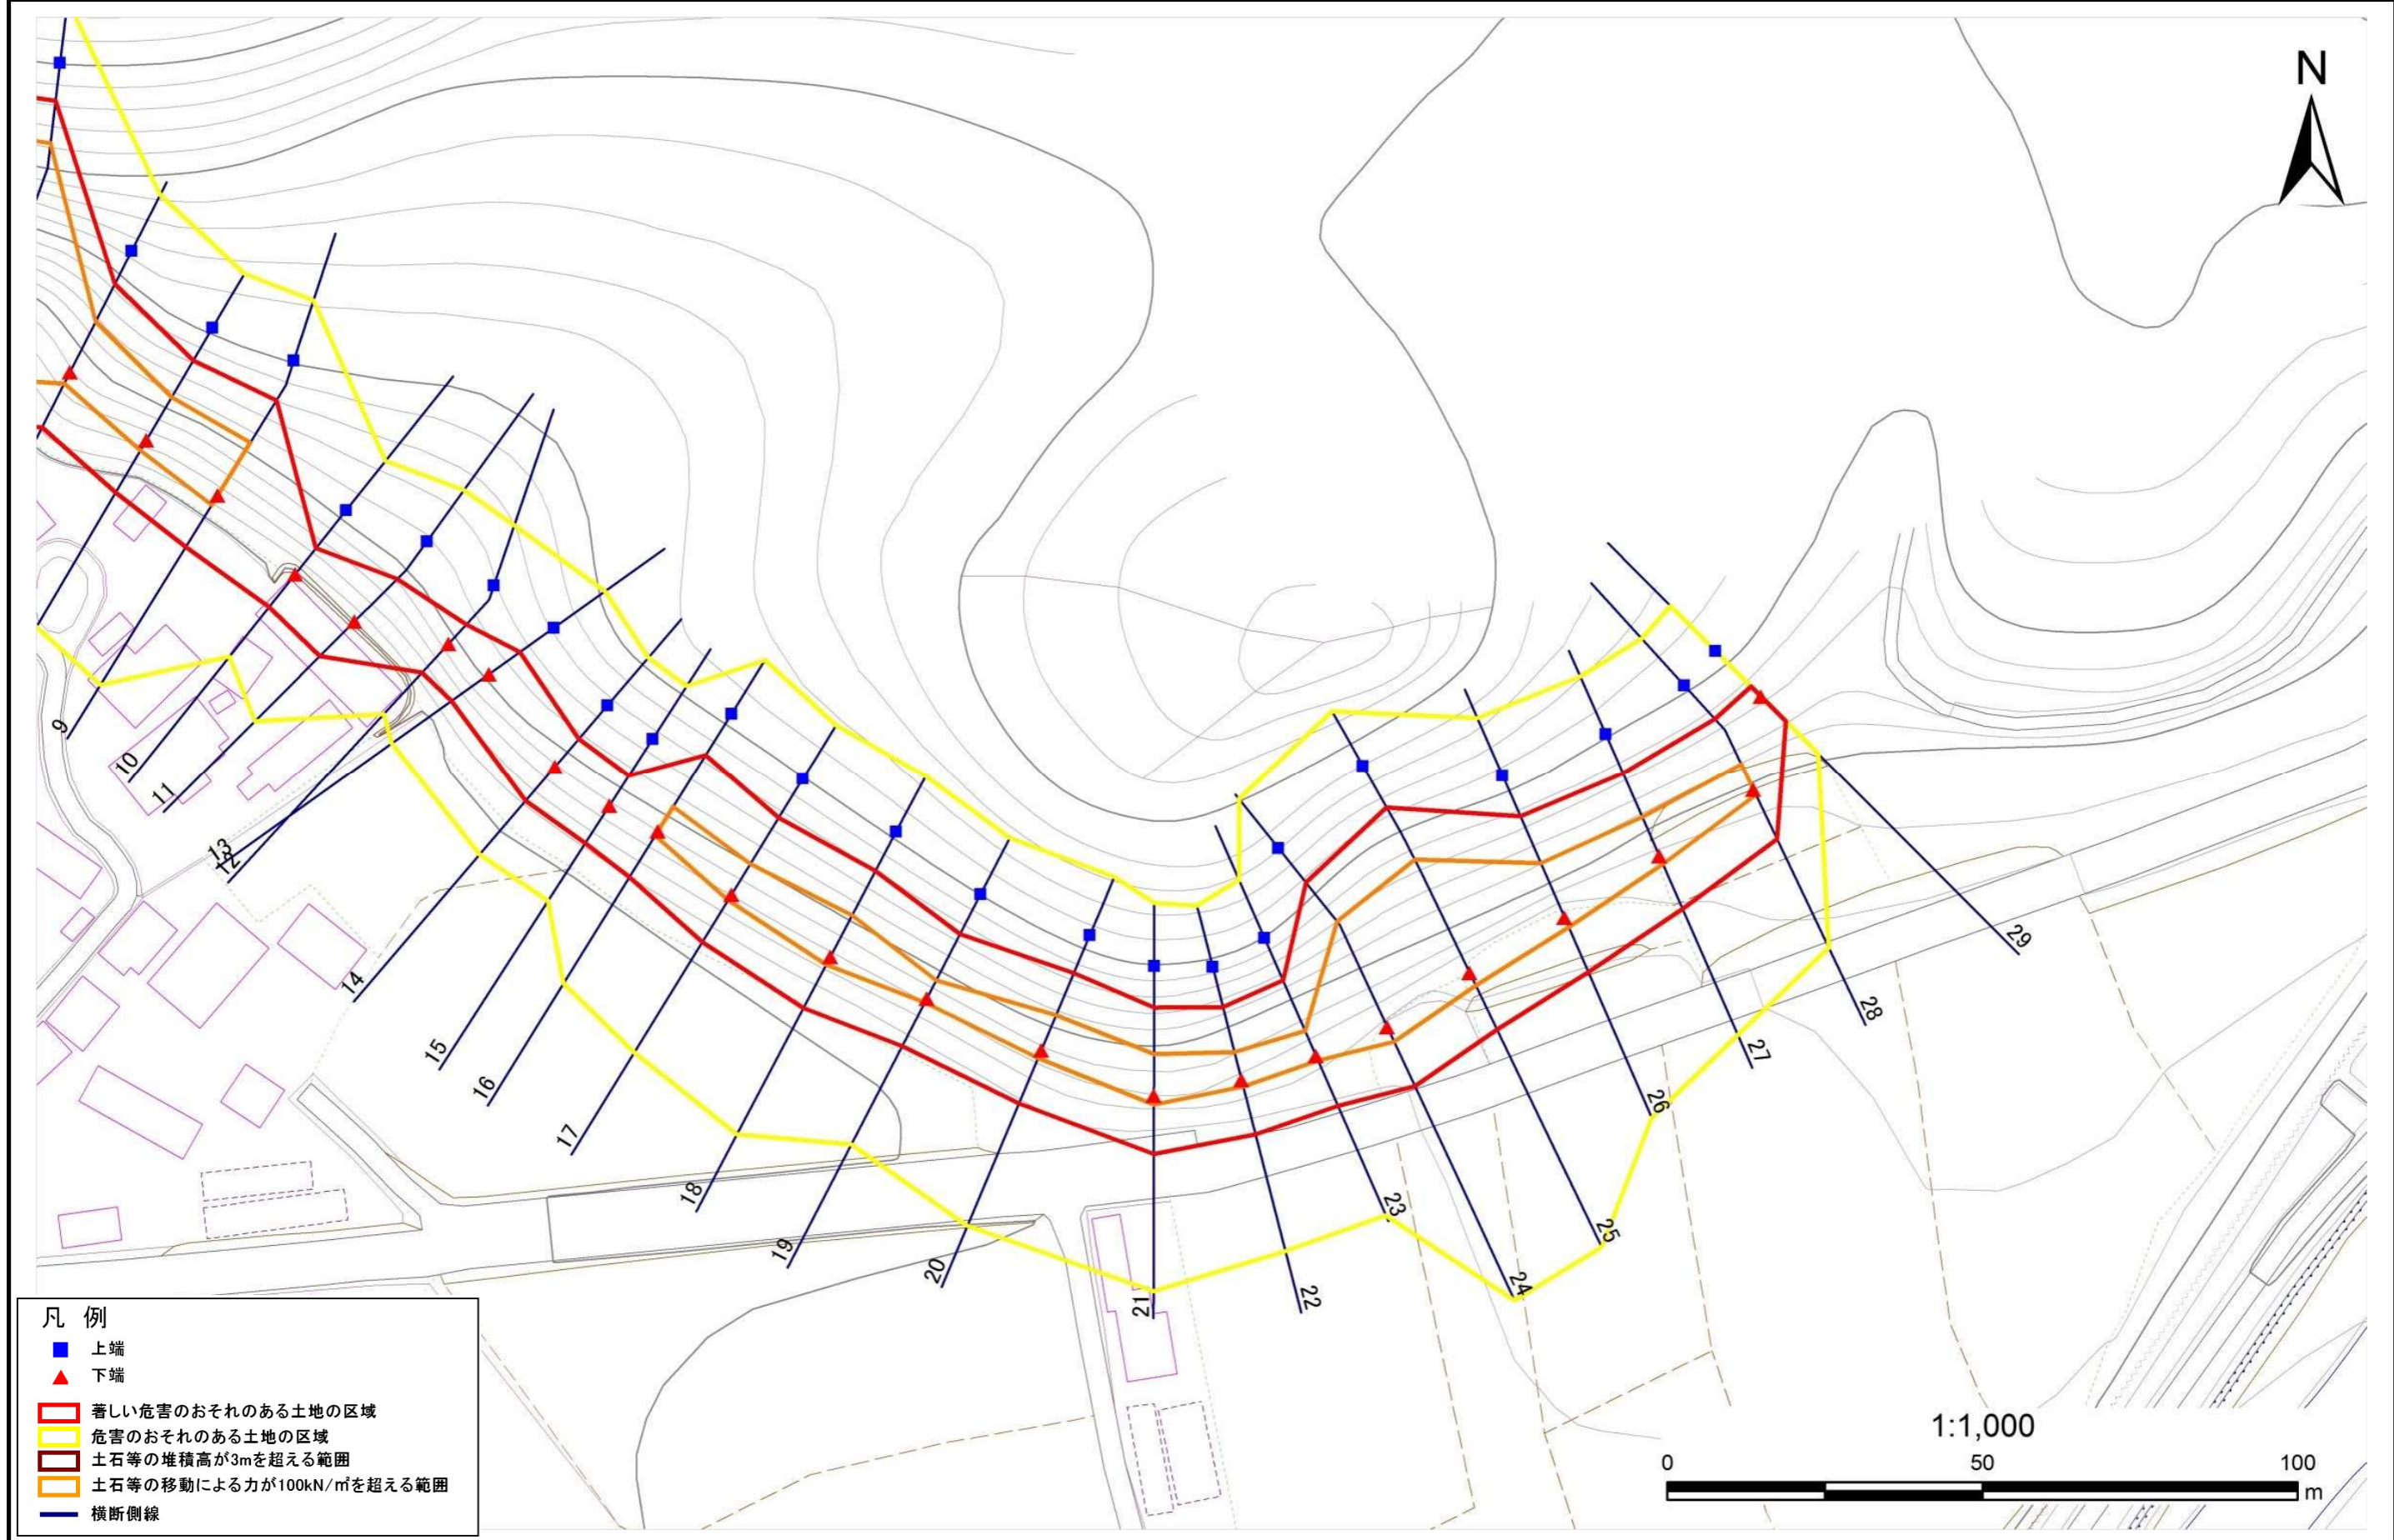 N
9
10
11
13
12
14
15
16
17
18
19
20
21
22
23
24
25
26
27
28
29
凡 例
上端
下端
著しい危害のおそれのある土地の区域
危害のおそれのある土地の区域
土石等の堆積高が3mを超える範囲
土石等の移動による力が100kN/㎡を超える範囲
横断側線
1:1,000
0 50 100
m